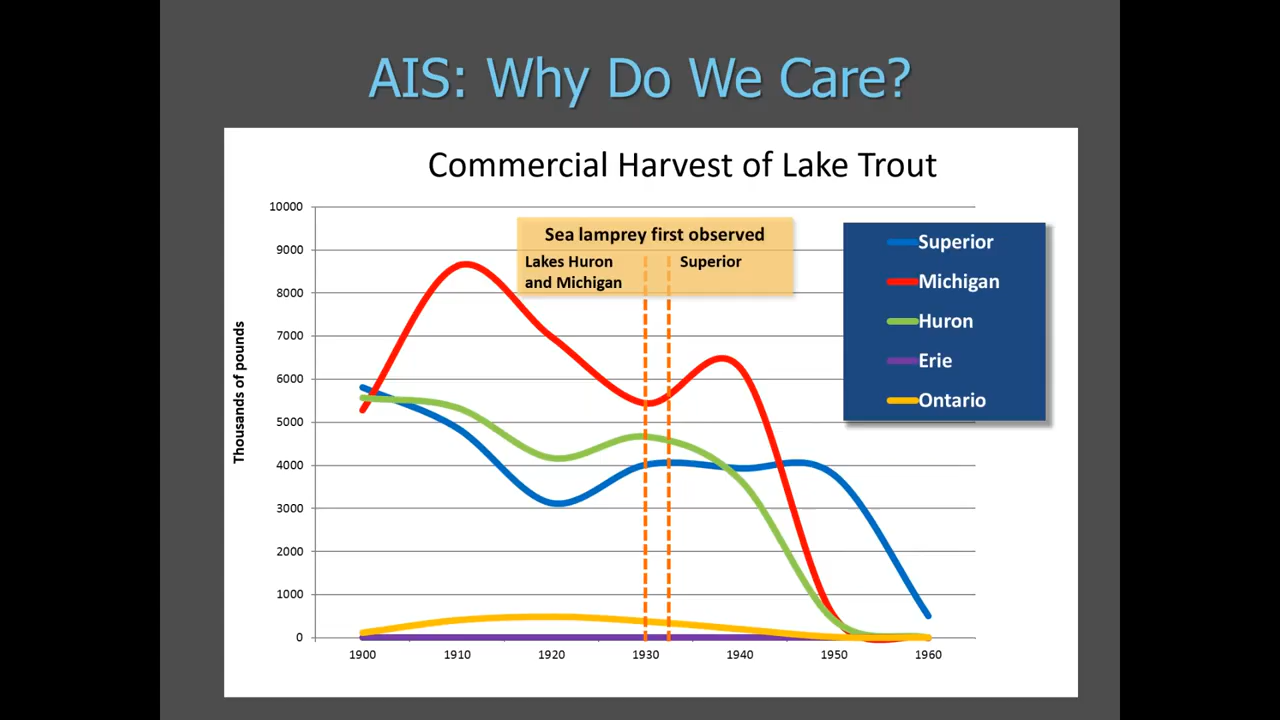 AIS: Why Do We Care?
Commercial Harvest of Lake Trout
Thousands of pounds
10000
9000
8000
7000
6000
5000
4000
3000
2000
1000
0
Sea lamprey first observed
Lakes Huron
and Michigan
Superior
Superior
Michigan
Huron
Erie
Ontario
1900 1910 1920 1930 1940 1950 1960